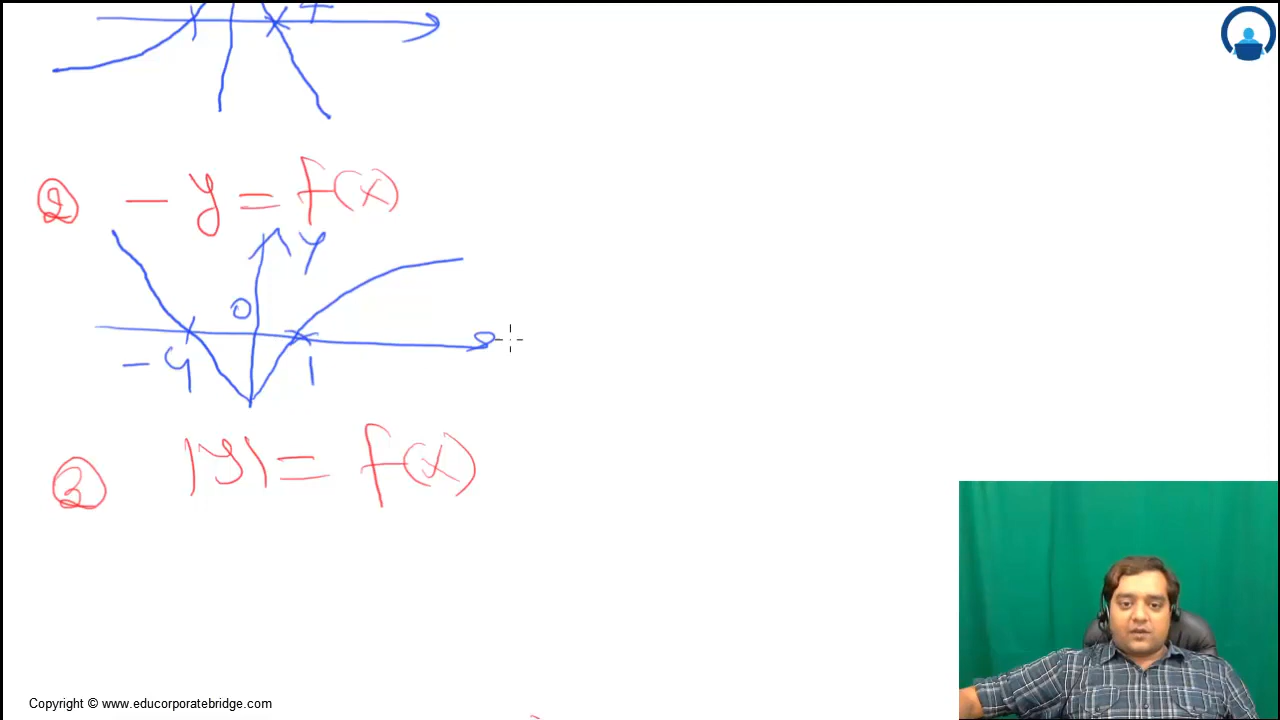 ② - y = f(x)
y
0
-4 1
③ |y| = f(x)
Copyright © www.educorporatebridge.com